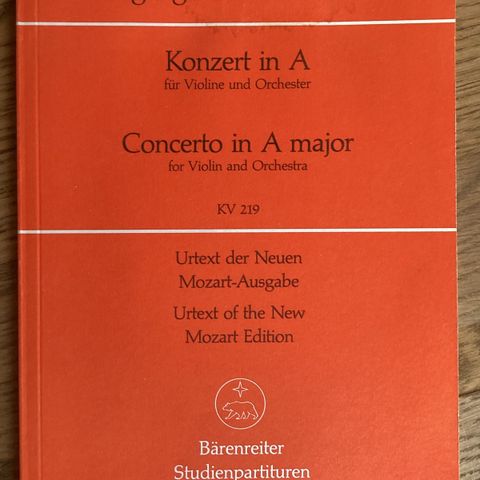 Konzert in A
für Violine und Orchester
Concerto in A major
for Violin and Orchestra
KV 219
Urtext der Neuen
Mozart-Ausgabe
Urtext of the New
Mozart Edition
Bärenreiter
Studienpartituren